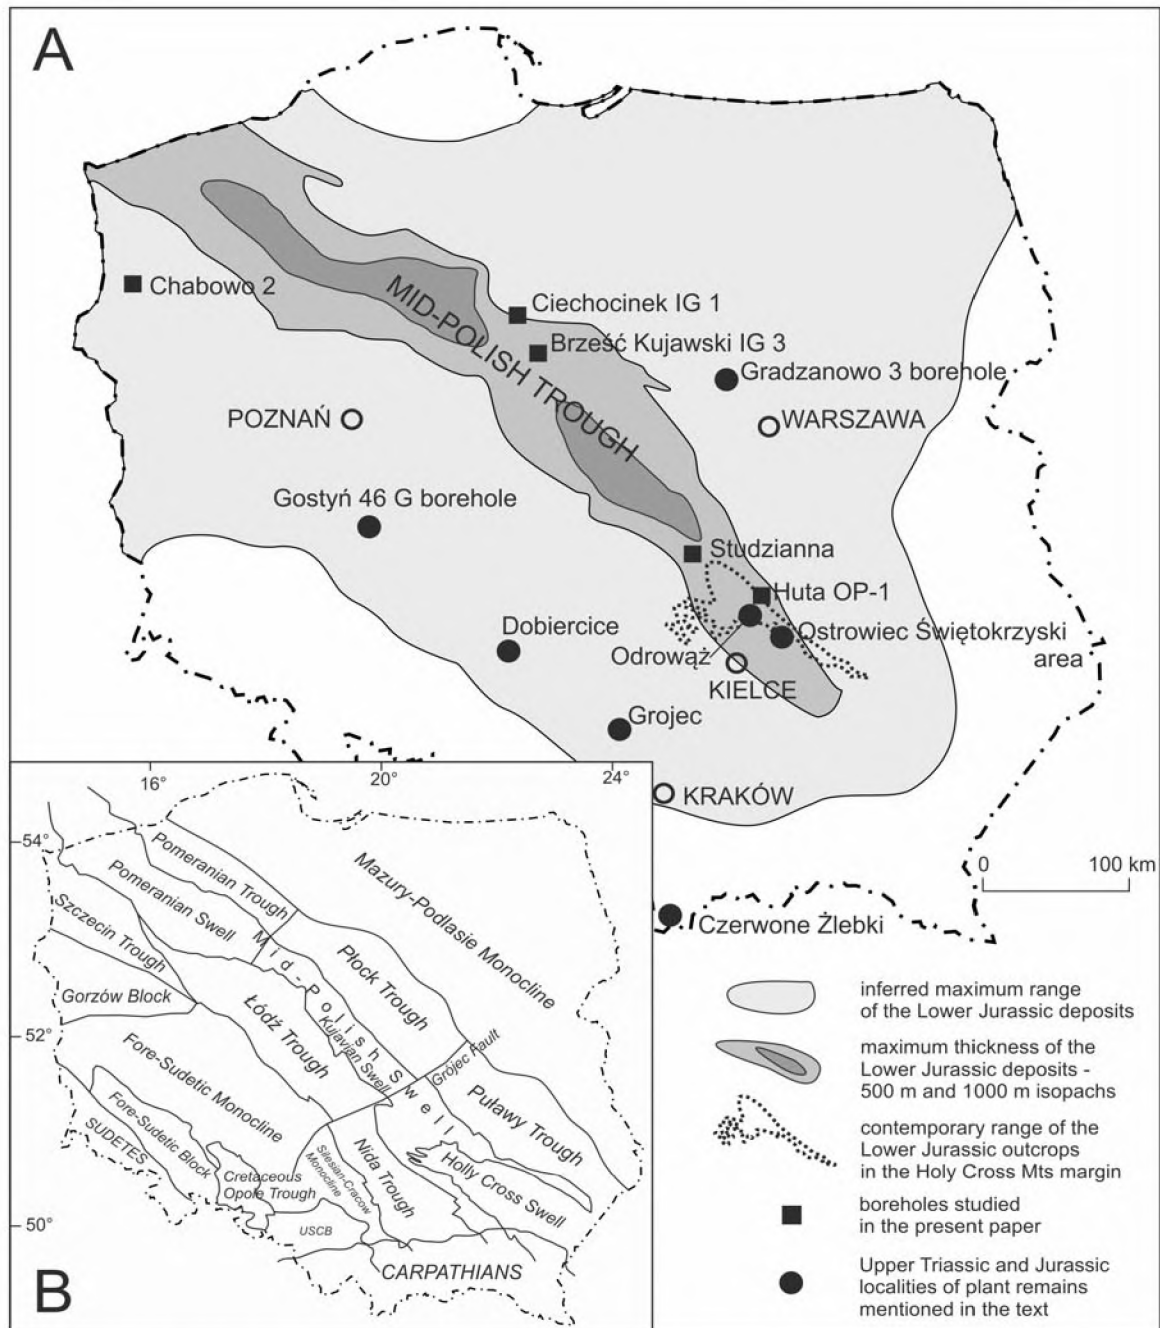 A
Chabowo 2
Ciechocinek IG 1
MID-POLISH TROUGH
Brześć Kujawski IG 3
Gradzanowo 3 borehole
POZNAŃ
WARSZAWA
Gostyń 46 G borehole
Studzianna
Huta OP-1
Dobiercice
Ostrowiec Świętokrzyski
area
Odrowąż
KIELCE
Grojec
KRAKÓW
0 100 km
Czerwone Żlebki
inferred maximum range
of the Lower Jurassic deposits
maximum thickness of the
Lower Jurassic deposits -
500 m and 1000 m isopachs
contemporary range of the
Lower Jurassic outcrops
in the Holy Cross Mts margin
boreholes studied
in the present paper
Upper Triassic and Jurassic
localities of plant remains
mentioned in the text
16° 20° 24°
54°
52°
50°
Pomeranian Trough
Mazury-Podlasie Monocline
Pomeranian Swell
Szczecin Trough
Mid-Polish Swell
Płock Trough
Gorzów Block
Łódź Trough
Kujavian Swell
Grójec Fault
Fore-Sudetic Monocline
Puławy Trough
Fore-Sudetic Block
SUDETES
Silesian-Cracow
Monocline
Nida Trough
Holly Cross Swell
Cretaceous
Opole Trough
USCB
CARPATHIANS
B